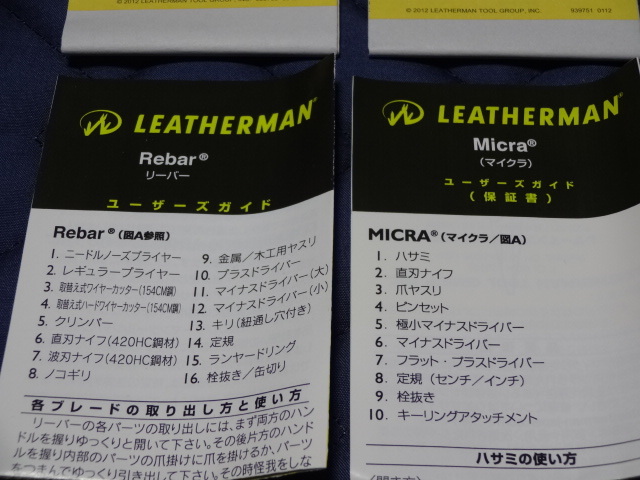 © 2012 LEATHERMAN TOOL GROUP, INC.
LEATHERMAN®
Rebar®
リーバー
ユーザーズガイド
Rebar®(図A参照)
1. ニードルノーズプライヤー
2. レギュラープライヤー
3. 取替え式ワイヤーカッター(154CM鋼)
4. 取替え式ハードワイヤーカッター(154CM鋼)
5. クリンパー
6. 直刃ナイフ(420HC鋼材)
7. 波刃ナイフ(420HC鋼材)
8. ノコギリ
9. 金属/木工用ヤスリ
10. プラスドライバー
11. マイナスドライバー(大)
12. マイナスドライバー(小)
13. キリ(紐通し穴付き)
14. 定規
15. ランヤードリング
16. 栓抜き/缶切り
各ブレードの取り出し方と使い方
リーバーの各パーツの取り出しには、まず両方のハン
ドルを握りゆっくりと開いて下さい。その後片方のハンド
ルを握り内部のパーツの爪掛けに爪を掛けるか、パーツ
をつまんでゆっくり引き出して下さい。その時怪我をしな
© 2012 LEATHERMAN TOOL GROUP, INC.
939751 0112
LEATHERMAN®
Micra®
(マイクラ)
ユーザーズガイド
(保証書)
MICRA®(マイクラ/図A)
1. ハサミ
2. 直刃ナイフ
3. 爪ヤスリ
4. ピンセット
5. 極小マイナスドライバー
6. マイナスドライバー
7. フラット・プラスドライバー
8. 定規(センチ/インチ)
9. 栓抜き
10. キーリングアタッチメント
ハサミの使い方